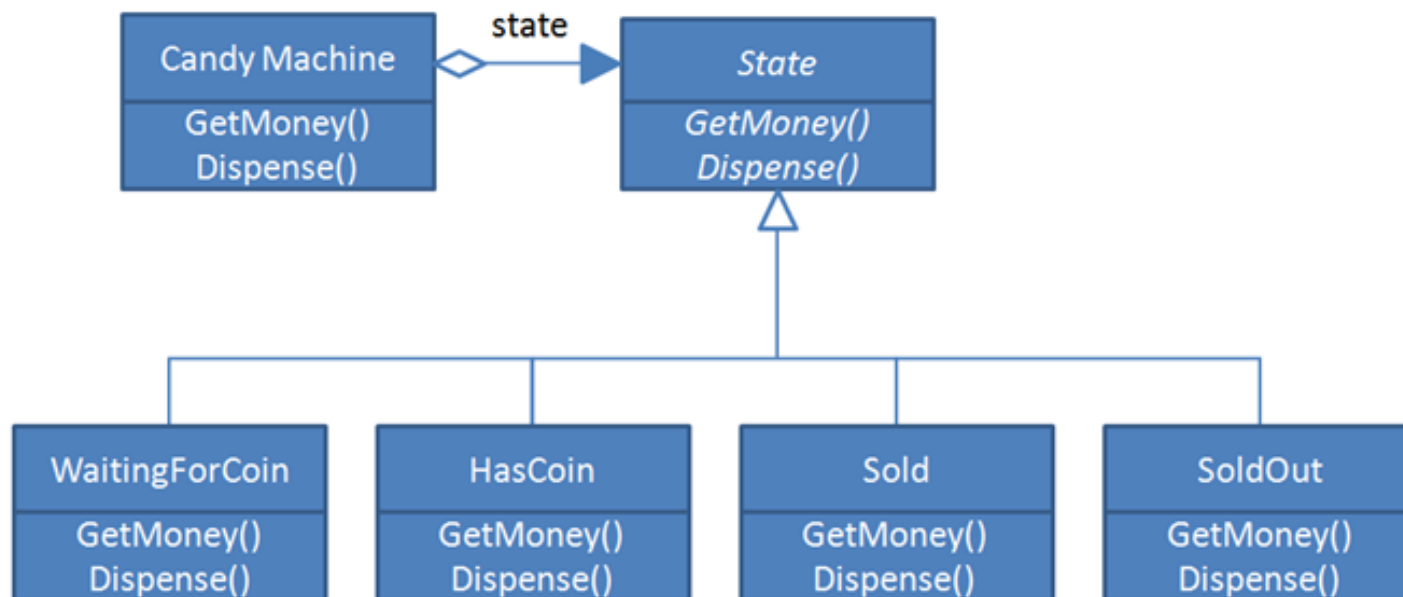 state
Candy Machine
GetMoney()
Dispense()
State
GetMoney()
Dispense()
WaitingForCoin
GetMoney()
Dispense()
HasCoin
GetMoney()
Dispense()
Sold
GetMoney()
Dispense()
SoldOut
GetMoney()
Dispense()